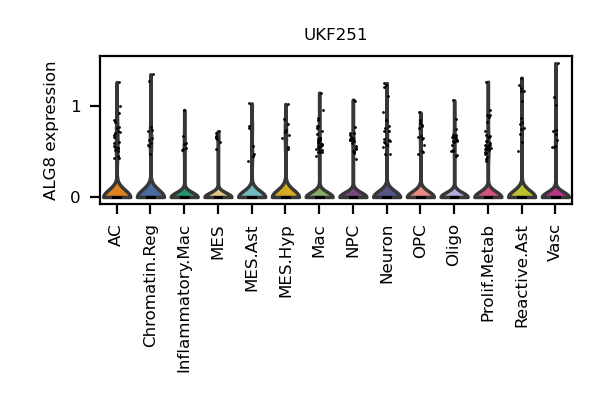 UKF251
ALG8 expression
1
0
AC
Chromatin.Reg
Inflammatory.Mac
MES
MES.Ast
MES.Hyp
Mac
NPC
Neuron
OPC
Oligo
Prolif.Metab
Reactive.Ast
Vasc